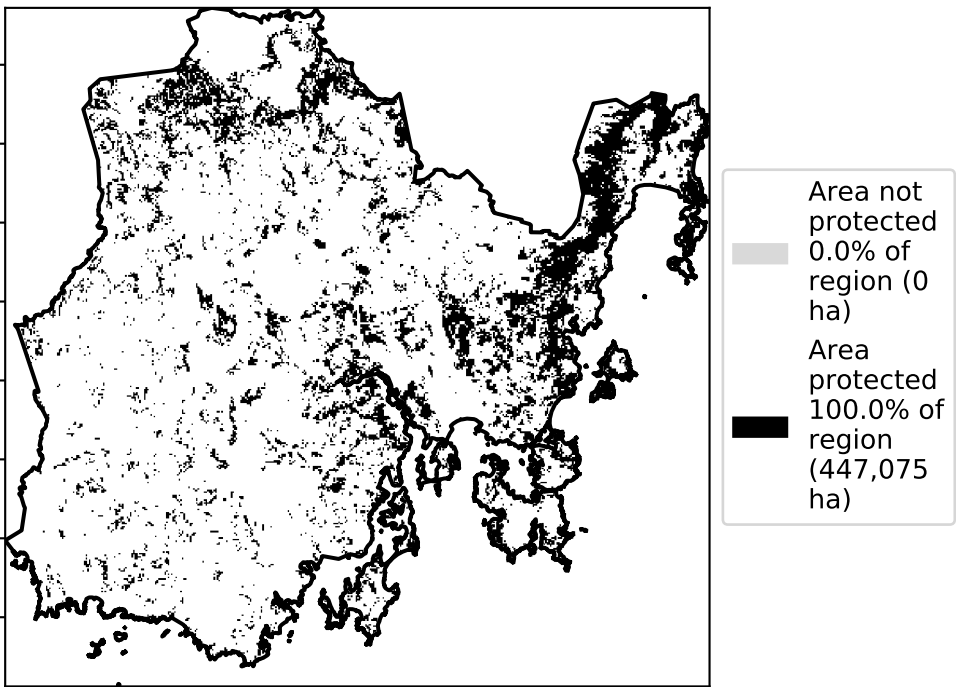 Area not
protected
0.0% of
region (0
ha)
Area
protected
100.0% of
region
(447,075
ha)